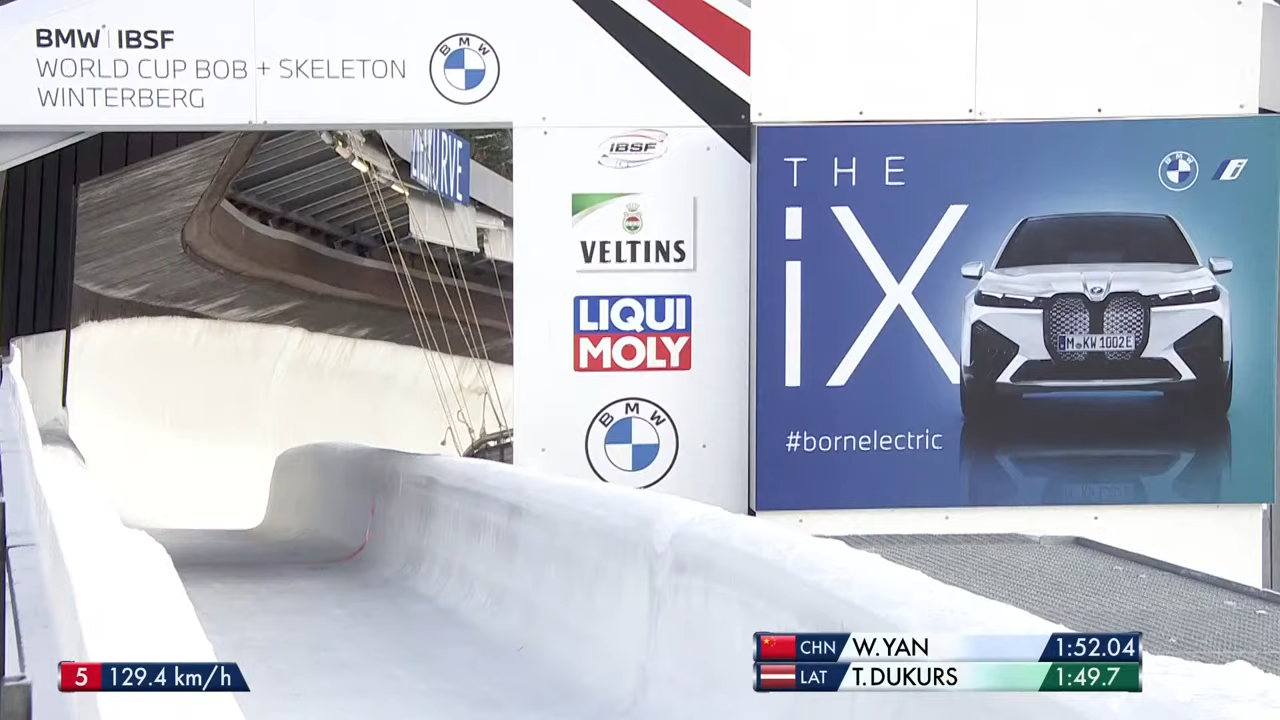 BMW IBSF
WORLD CUP BOB + SKELETON
WINTERBERG
BMW
ZIELKURVE
IBSF
VELTINS
LIQUI
MOLY
BMW
THE
iX
BMW
i
M KW 1002E
#bornelectric
5 129.4 km/h
CHN W. YAN 1:52.04
LAT T. DUKURS 1:49.7